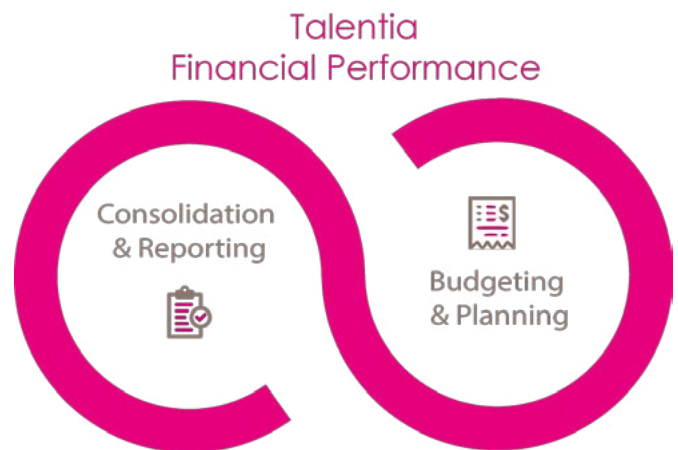 Talentia
Financial Performance
Consolidation
& Reporting
$
Budgeting
& Planning